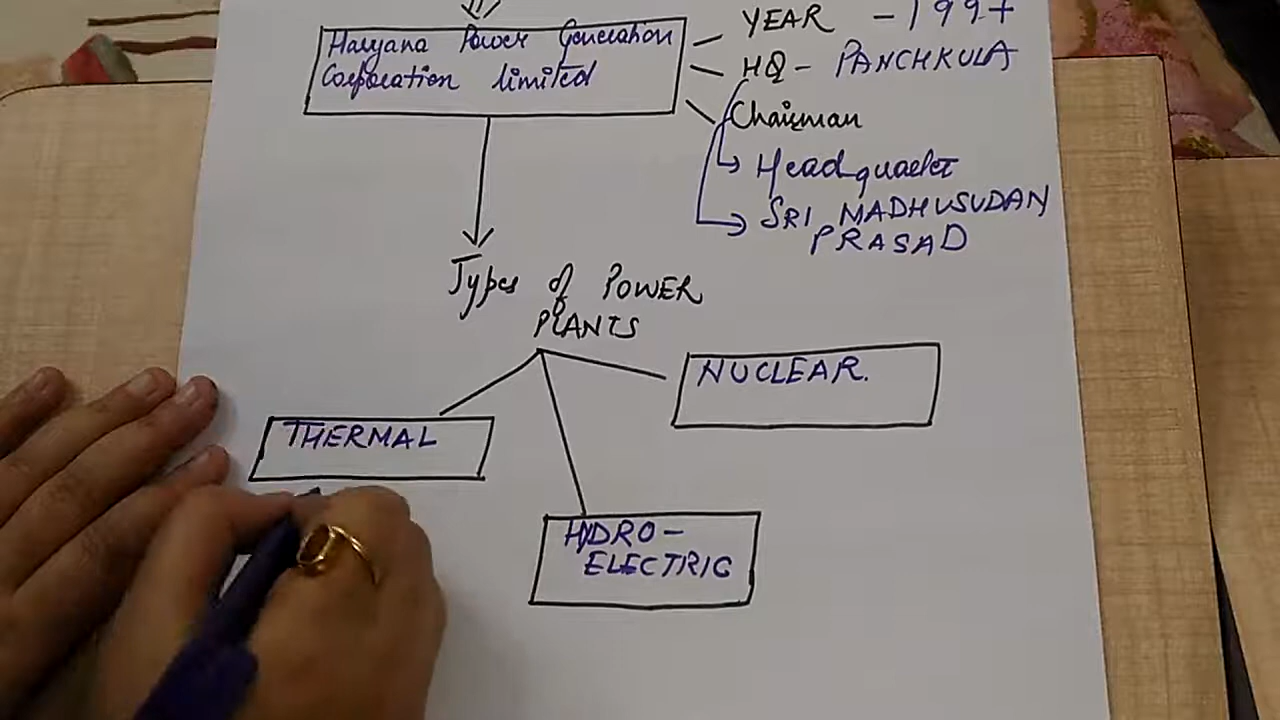 Haryana Power Generation
Corporation limited
YEAR - 1997
HQ - PANCHKULA
Chairman
Headquarter
SRI MADHUSUDAN
PRASAD
Types of POWER
PLANTS
NUCLEAR.
THERMAL
HYDRO-
ELECTRIC